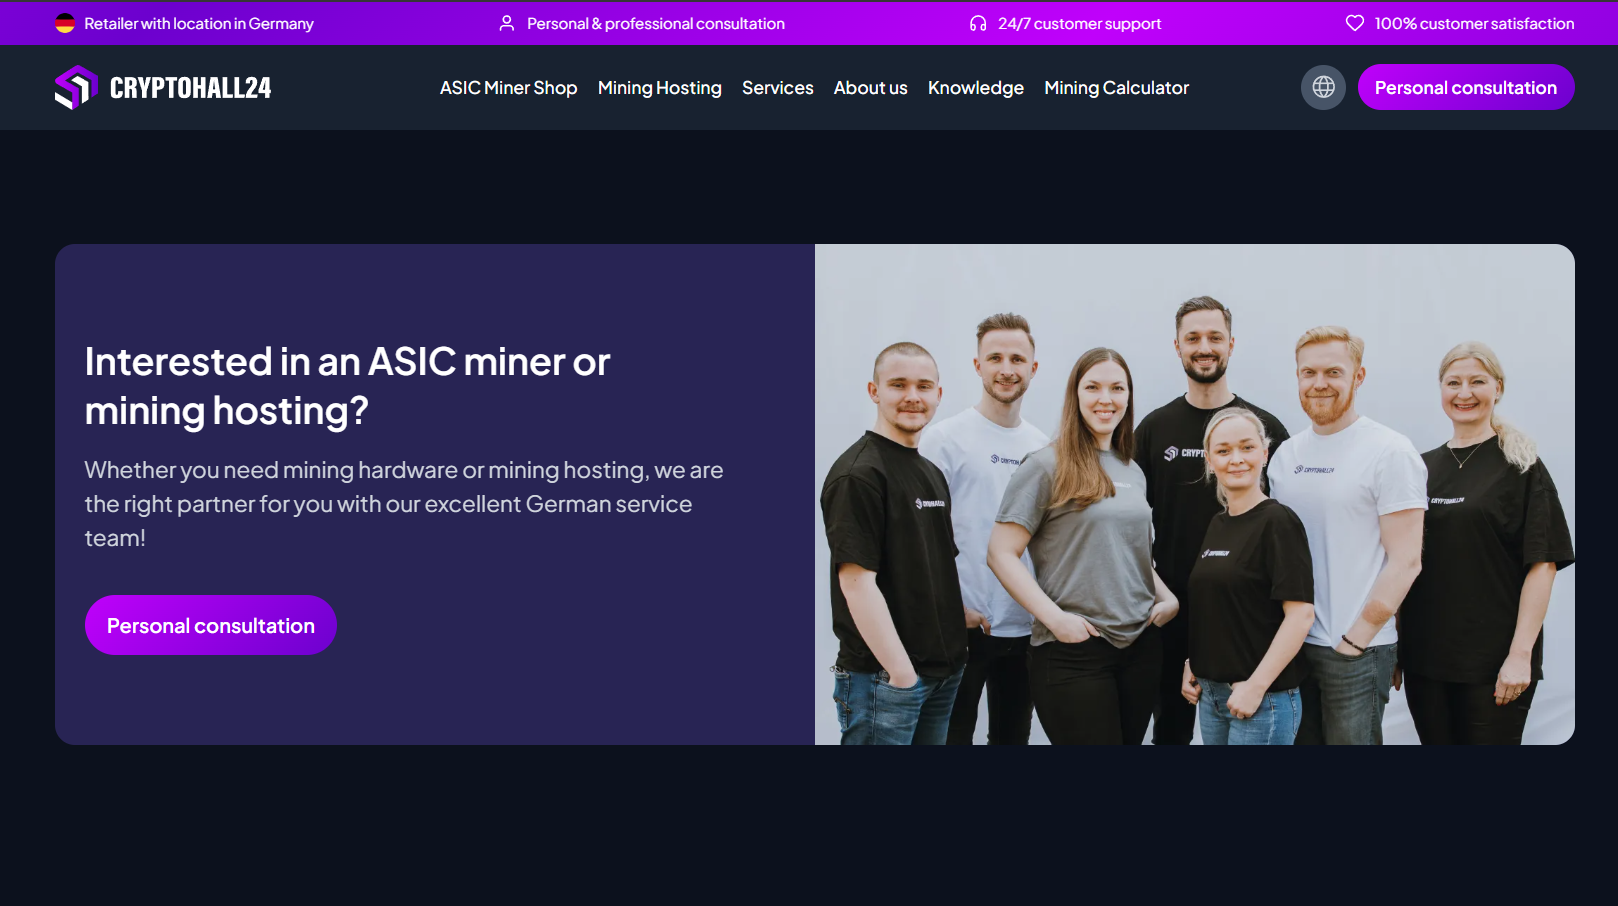 Retailer with location in Germany
Personal & professional consultation
24/7 customer support
100% customer satisfaction
CRYPTOHALL24
ASIC Miner Shop
Mining Hosting
Services
About us
Knowledge
Mining Calculator
Personal consultation
Interested in an ASIC miner or
mining hosting?
Whether you need mining hardware or mining hosting, we are
the right partner for you with our excellent German service
team!
Personal consultation
CRYPT
CRYPTOHALL24
CRYPTOHALL24